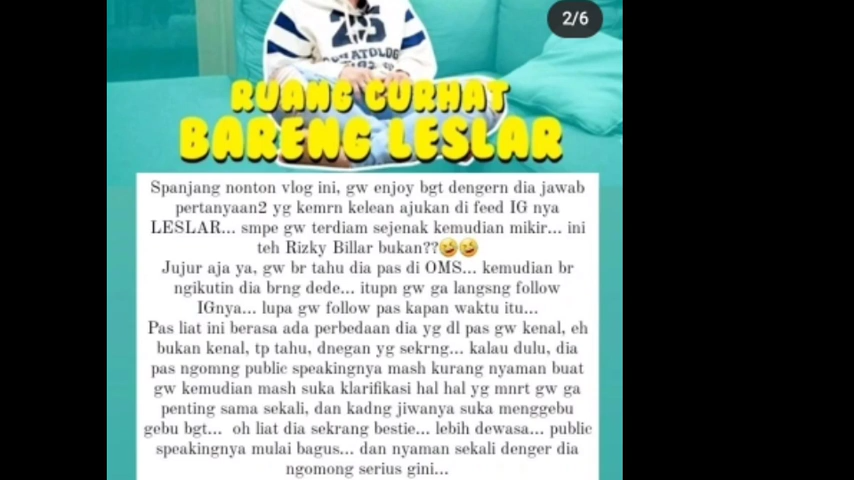 2/6
25
RUANG CURHAT
BARENG LESLAR
Spanjang nonton vlog ini, gw enjoy bgt dengern dia jawab
pertanyaan2 yg kemrn kelean ajukan di feed IG nya
LESLAR... smpe gw terdiam sejenak kemudian mikir... ini
teh Rizky Billar bukan??🤣🤣
Jujur aja ya, gw br tahu dia pas di OMS... kemudian br
ngikutin dia brng dede... itupn gw ga langsng follow
IGnya... lupa gw follow pas kapan waktu itu...
Pas liat ini berasa ada perbedaan dia yg dl pas gw kenal, eh
bukan kenal, tp tahu, dnegan yg sekrng... kalau dulu, dia
pas ngomng public speakingnya mash kurang nyaman buat
gw kemudian mash suka klarifikasi hal hal yg mnrt gw ga
penting sama sekali, dan kadng jiwanya suka menggebu
gebu bgt... oh liat dia sekrang bestie... lebih dewasa... public
speakingnya mulai bagus... dan nyaman sekali denger dia
ngomong serius gini...